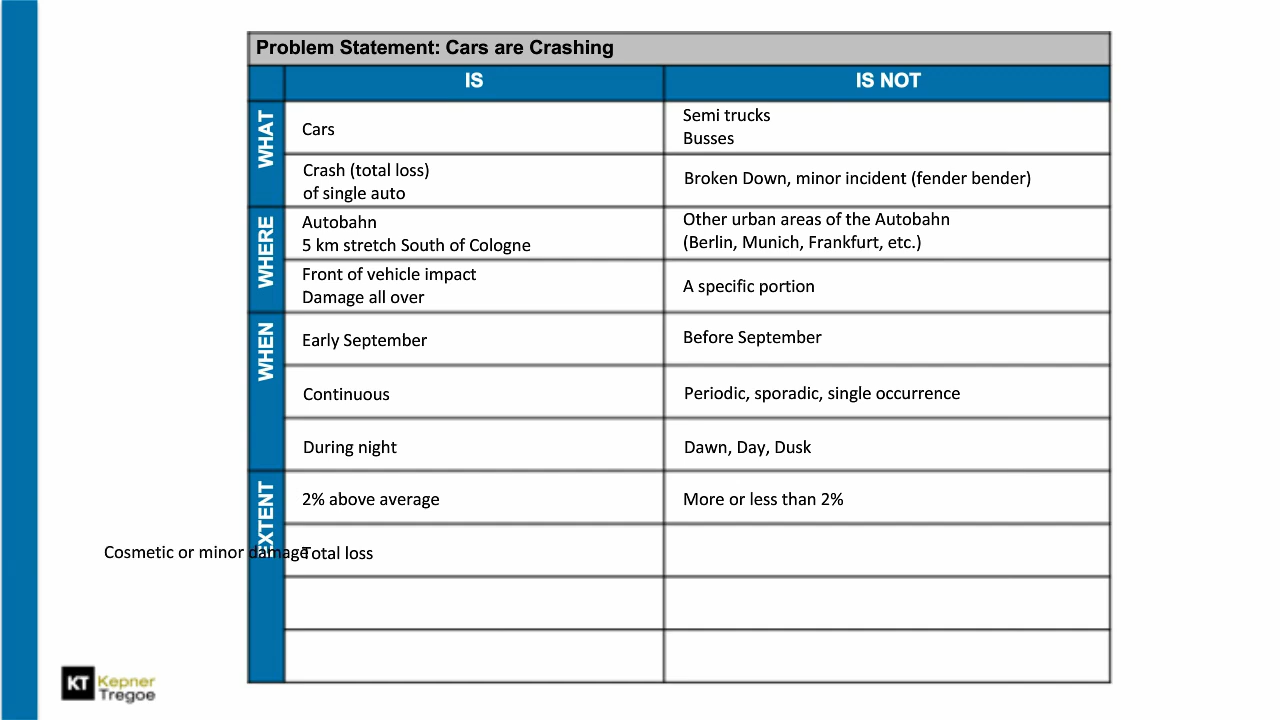 Problem Statement: Cars are Crashing
IS
IS NOT
WHAT
Cars
Semi trucks
Busses
Crash (total loss)
of single auto
Broken Down, minor incident (fender bender)
WHERE
Autobahn
5 km stretch South of Cologne
Other urban areas of the Autobahn
(Berlin, Munich, Frankfurt, etc.)
Front of vehicle impact
Damage all over
A specific portion
WHEN
Early September
Before September
Continuous
Periodic, sporadic, single occurrence
During night
Dawn, Day, Dusk
EXTENT
2% above average
More or less than 2%
Cosmetic or minor damage
Total loss
KT Kepner
Tregoe